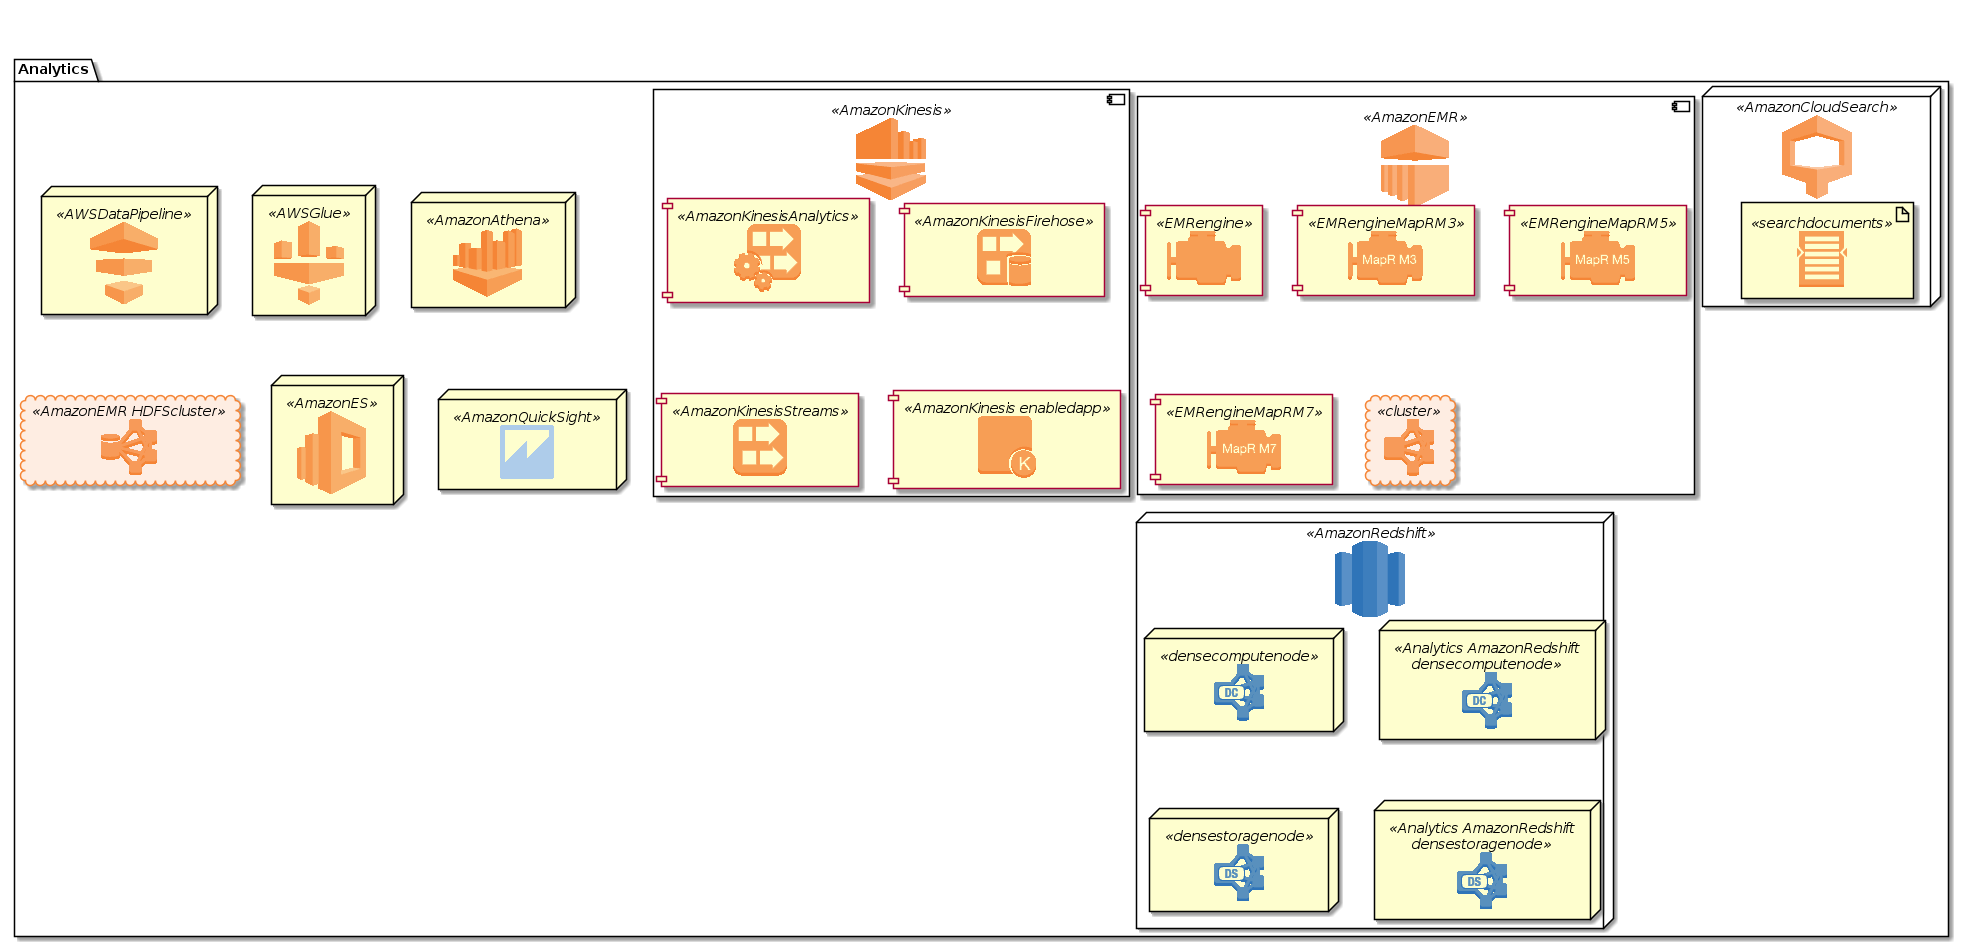 Analytics
«AmazonKinesis»
«AmazonEMR»
«AmazonCloudSearch»
«AWSDataPipeline»
«AWSGlue»
«AmazonAthena»
«AmazonKinesisAnalytics»
«AmazonKinesisFirehose»
«EMRengine»
«EMRengineMapRM3»
MapR M3
«EMRengineMapRM5»
MapR M5
«searchdocuments»
«AmazonEMR HDFScluster»
«AmazonES»
«AmazonQuickSight»
«AmazonKinesisStreams»
«AmazonKinesis enabledapp»
K
«EMRengineMapRM7»
MapR M7
«cluster»
«AmazonRedshift»
«densecomputenode»
DC
«Analytics AmazonRedshift
densecomputenode»
DC
«densestoragenode»
DS
«Analytics AmazonRedshift
densestoragenode»
DS